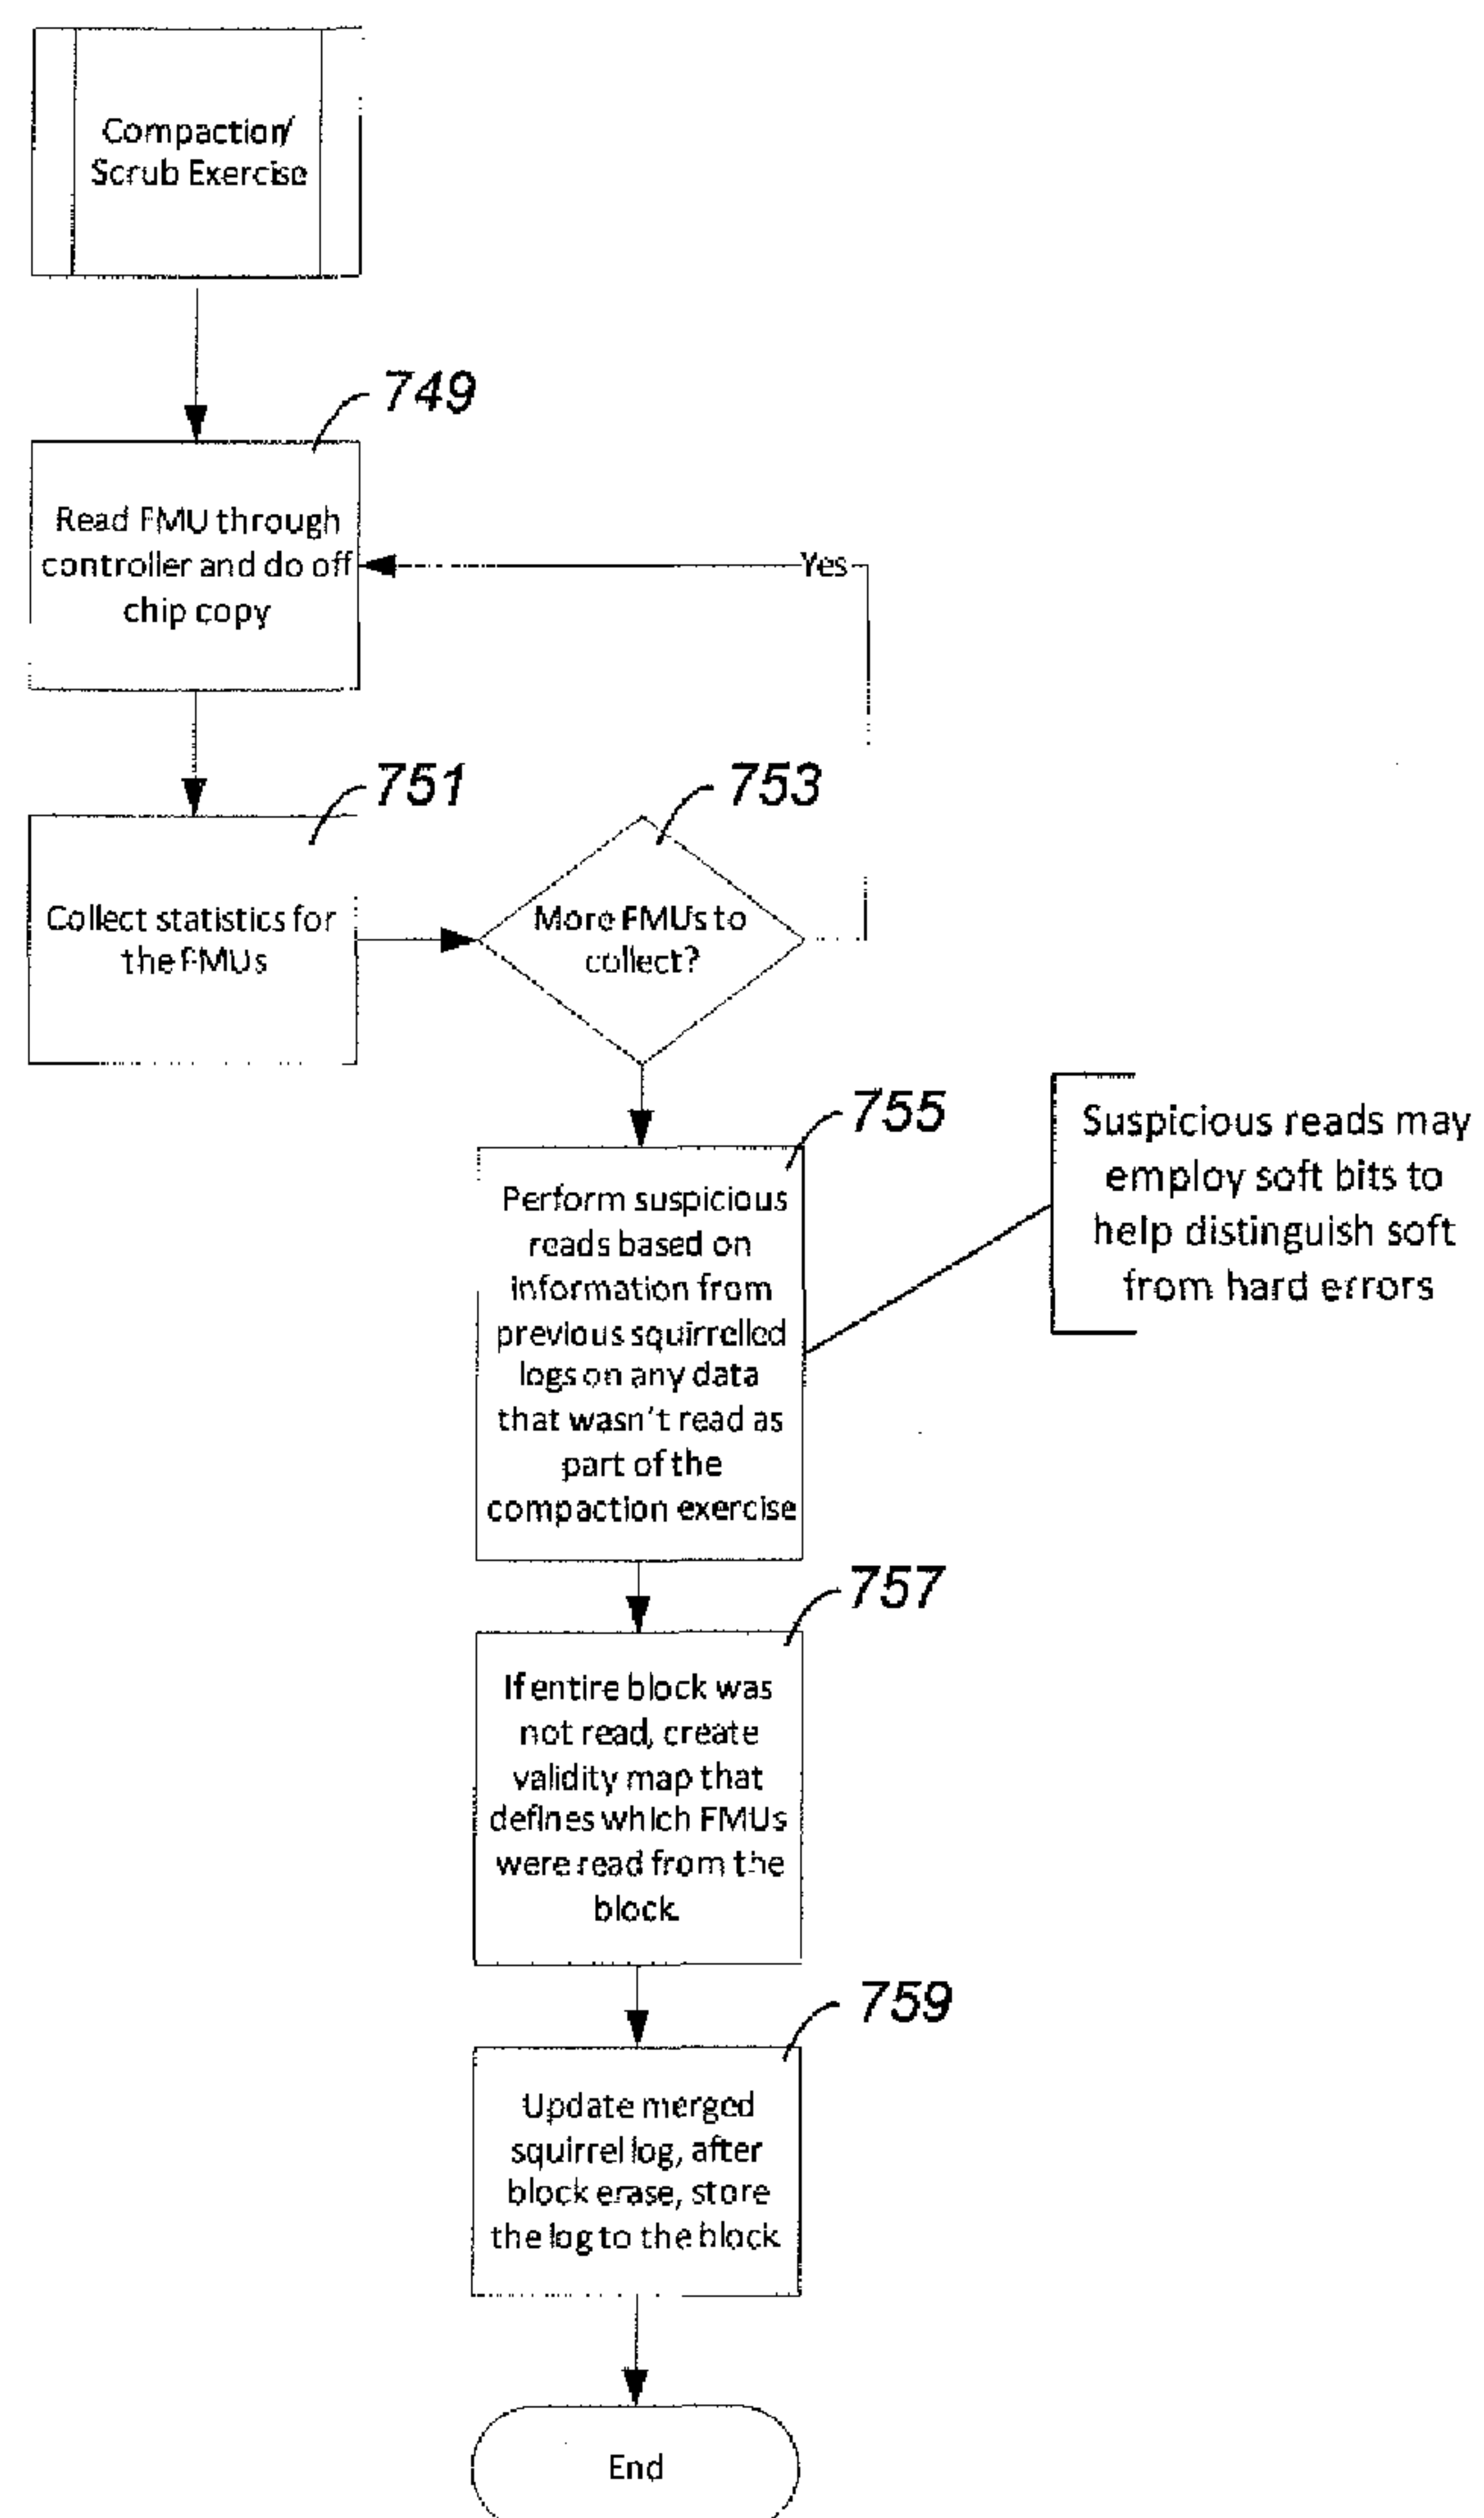 Compaction/
Scrub Exercise
749
Read FMU through
controller and do off
chip copy
Yes
751
753
Collect statistics for
the FMUs
More FMUs to
collect?
755
Perform suspicious
reads based on
information from
previous squirrelled
logs on any data
that wasn't read as
part of the
compaction exercise
Suspicious reads may
employ soft bits to
help distinguish soft
from hard errors
757
If entire block was
not read, create
validity map that
defines which FMUs
were read from the
block.
759
Update merged
squirrel log, after
block erase, store
the log to the block.
End